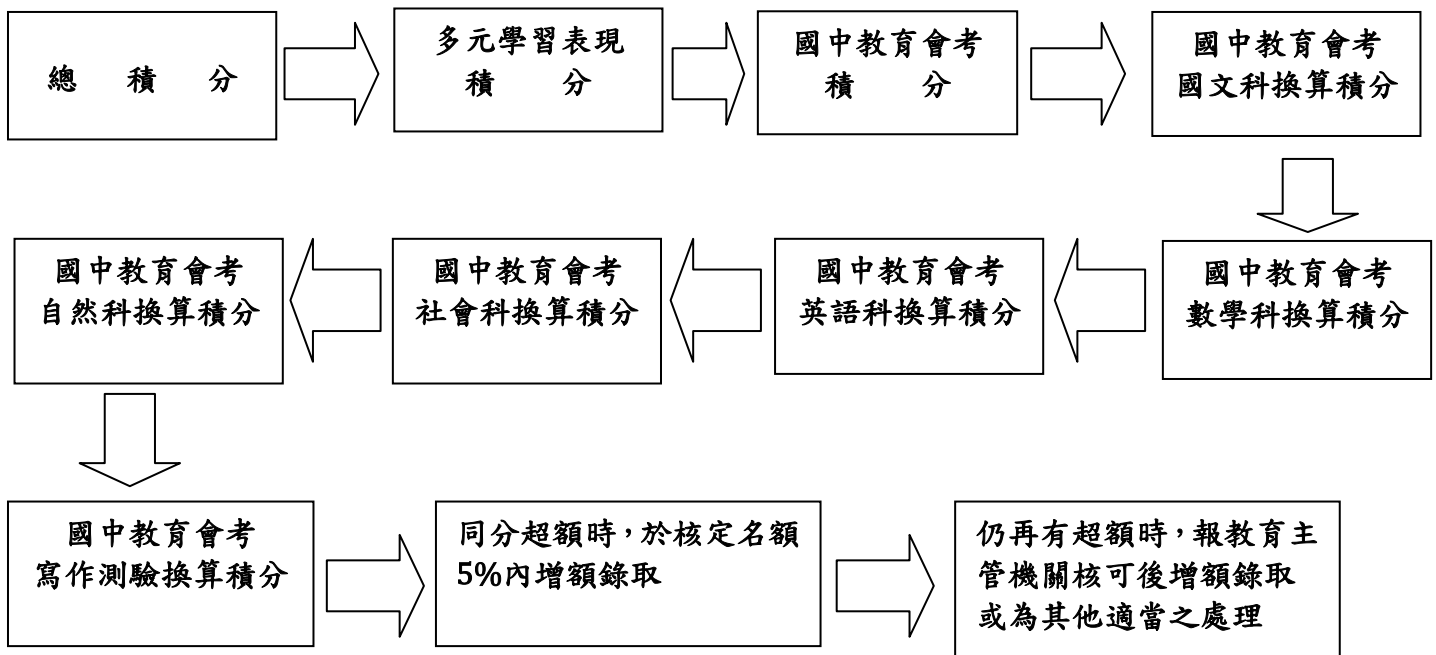 總 積 分
多元學習表現
積 分
國中教育會考
積 分
國中教育會考
國文科換算積分
國中教育會考
數學科換算積分
國中教育會考
英語科換算積分
國中教育會考
社會科換算積分
國中教育會考
自然科換算積分
國中教育會考
寫作測驗換算積分
同分超額時，於核定名額
5%內增額錄取
仍再有超額時，報教育主
管機關核可後增額錄取
或為其他適當之處理